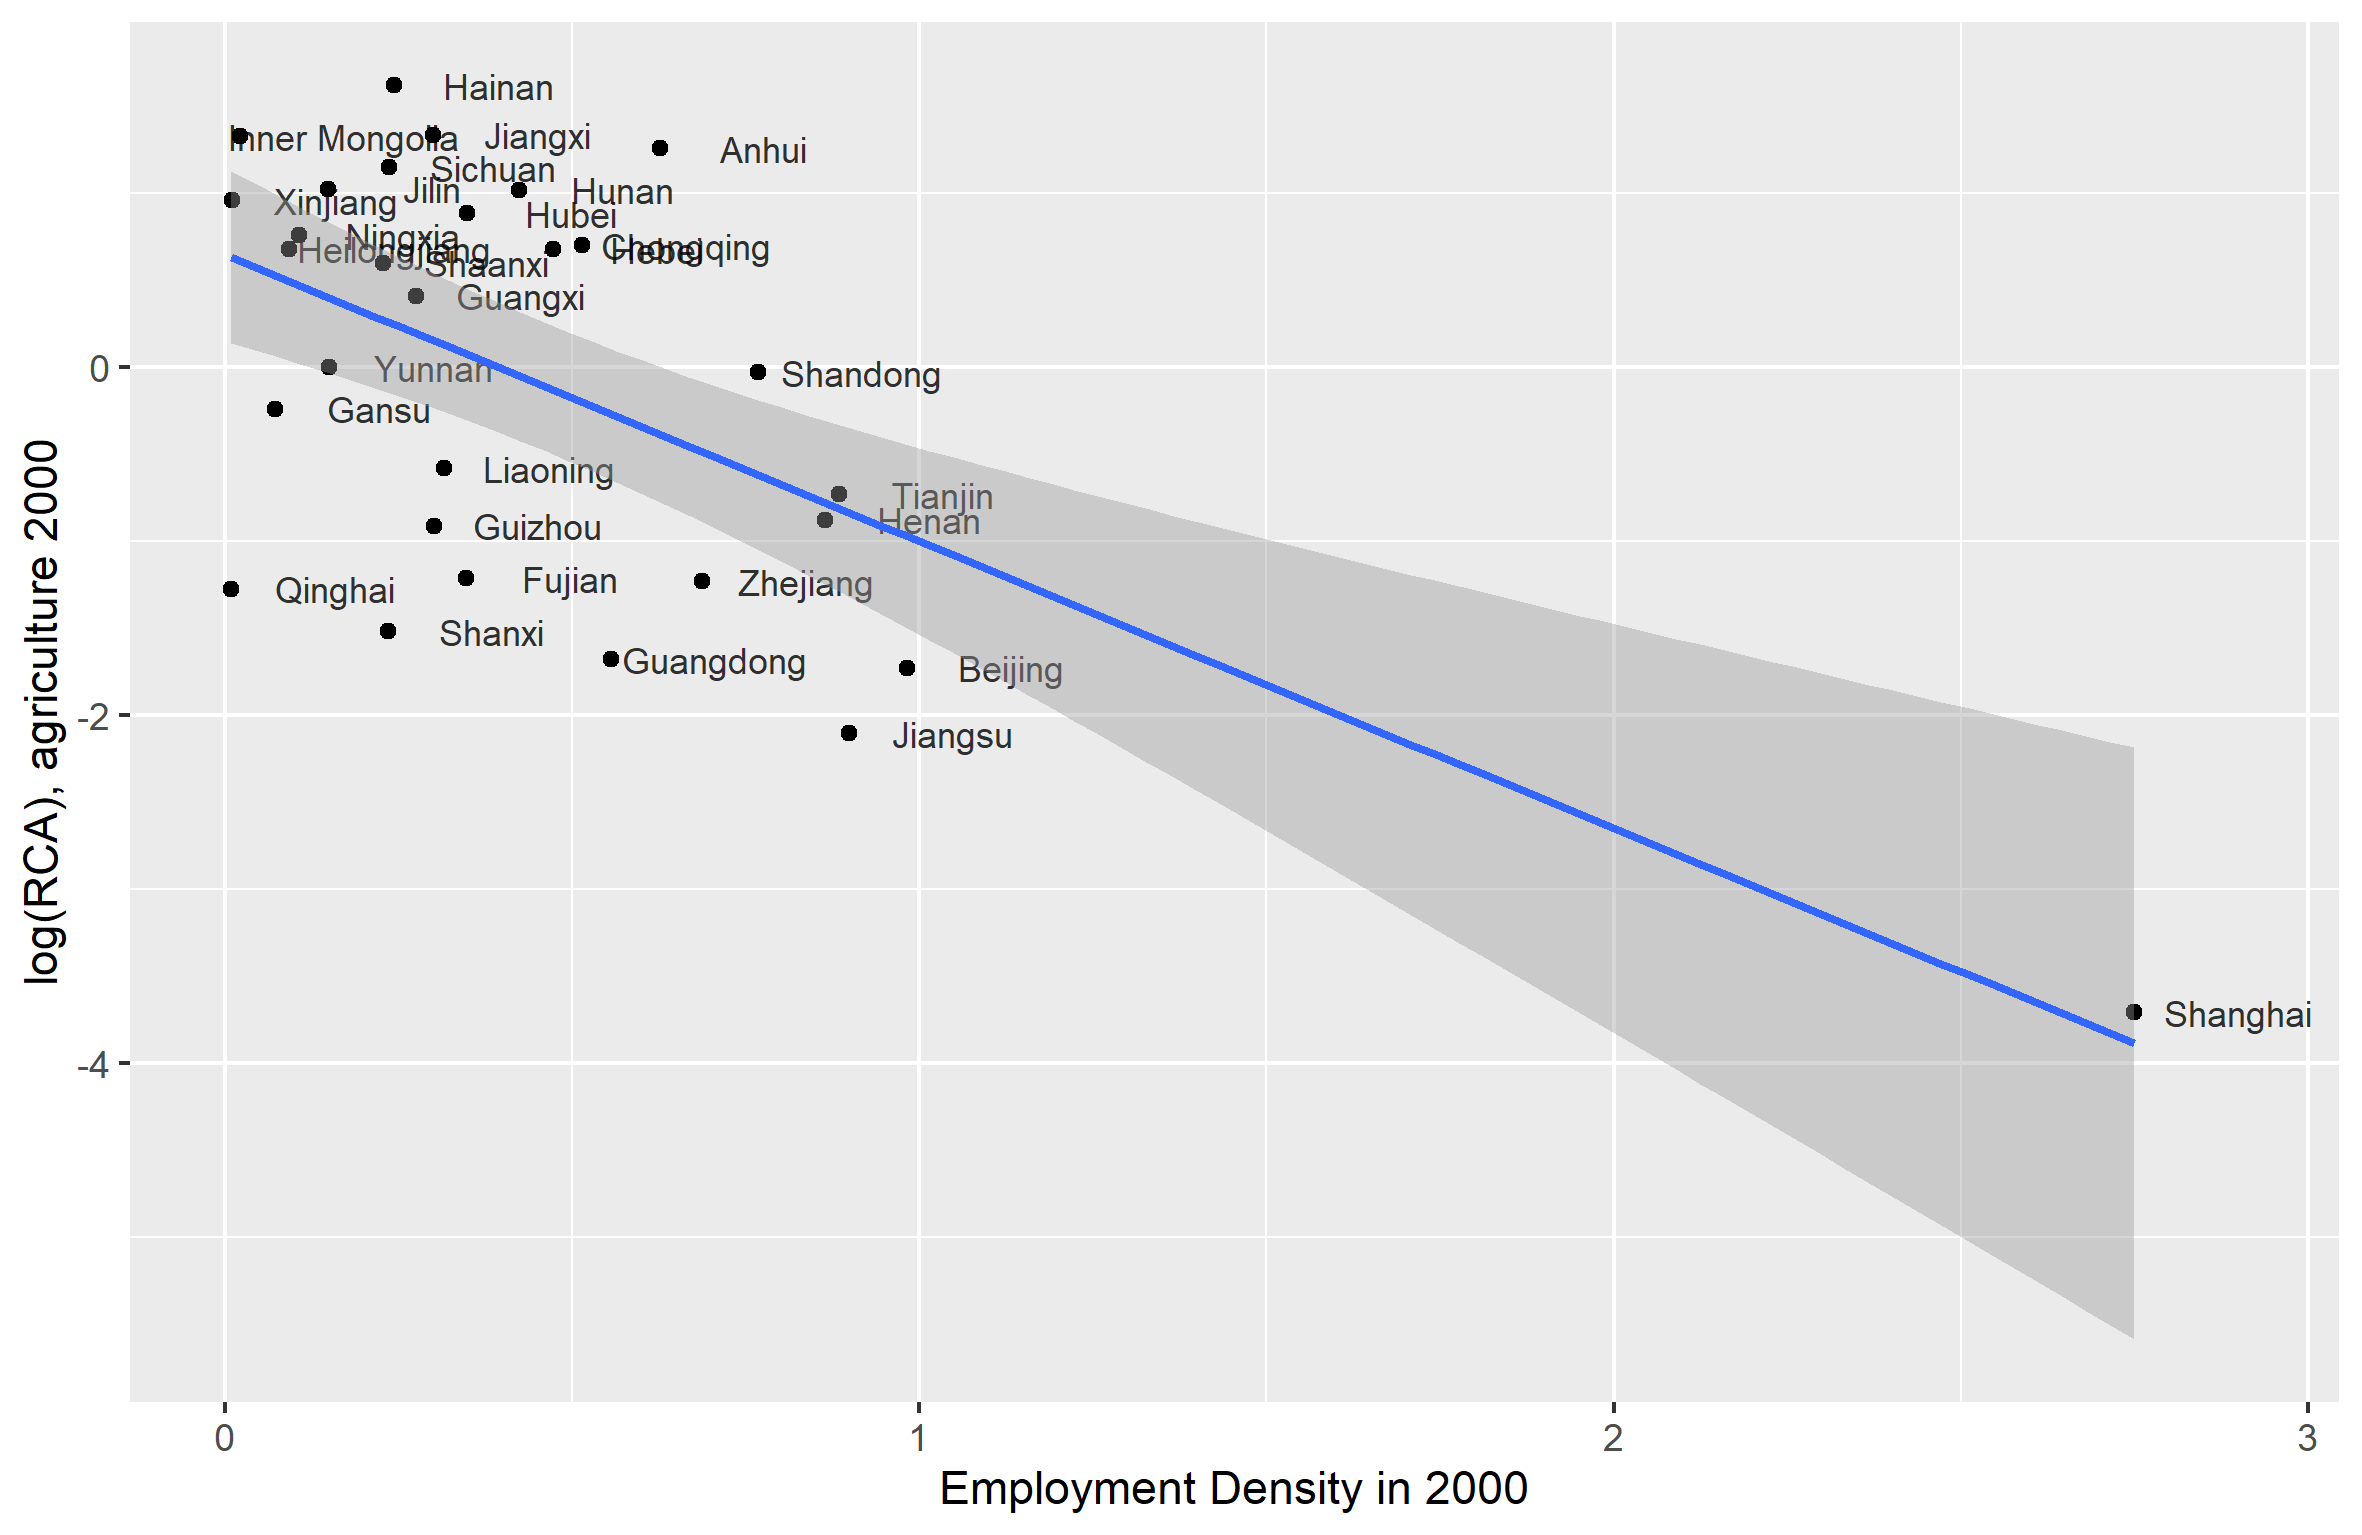 Hainan
Inner Mongolia
Jiangxi
Anhui
Sichuan
Jilin
Hunan
Xinjiang
Hubei
Ningxia
Chongqing
Heilongjiang
Hebei
Shaanxi
Guangxi
0
Yunnan
Shandong
Gansu
Liaoning
Tianjin
Henan
Guizhou
Fujian
Zhejiang
Qinghai
Shanxi
Guangdong
Beijing
-2
Jiangsu
Shanghai
-4
log(RCA), agriculture 2000
0
1
2
3
Employment Density in 2000